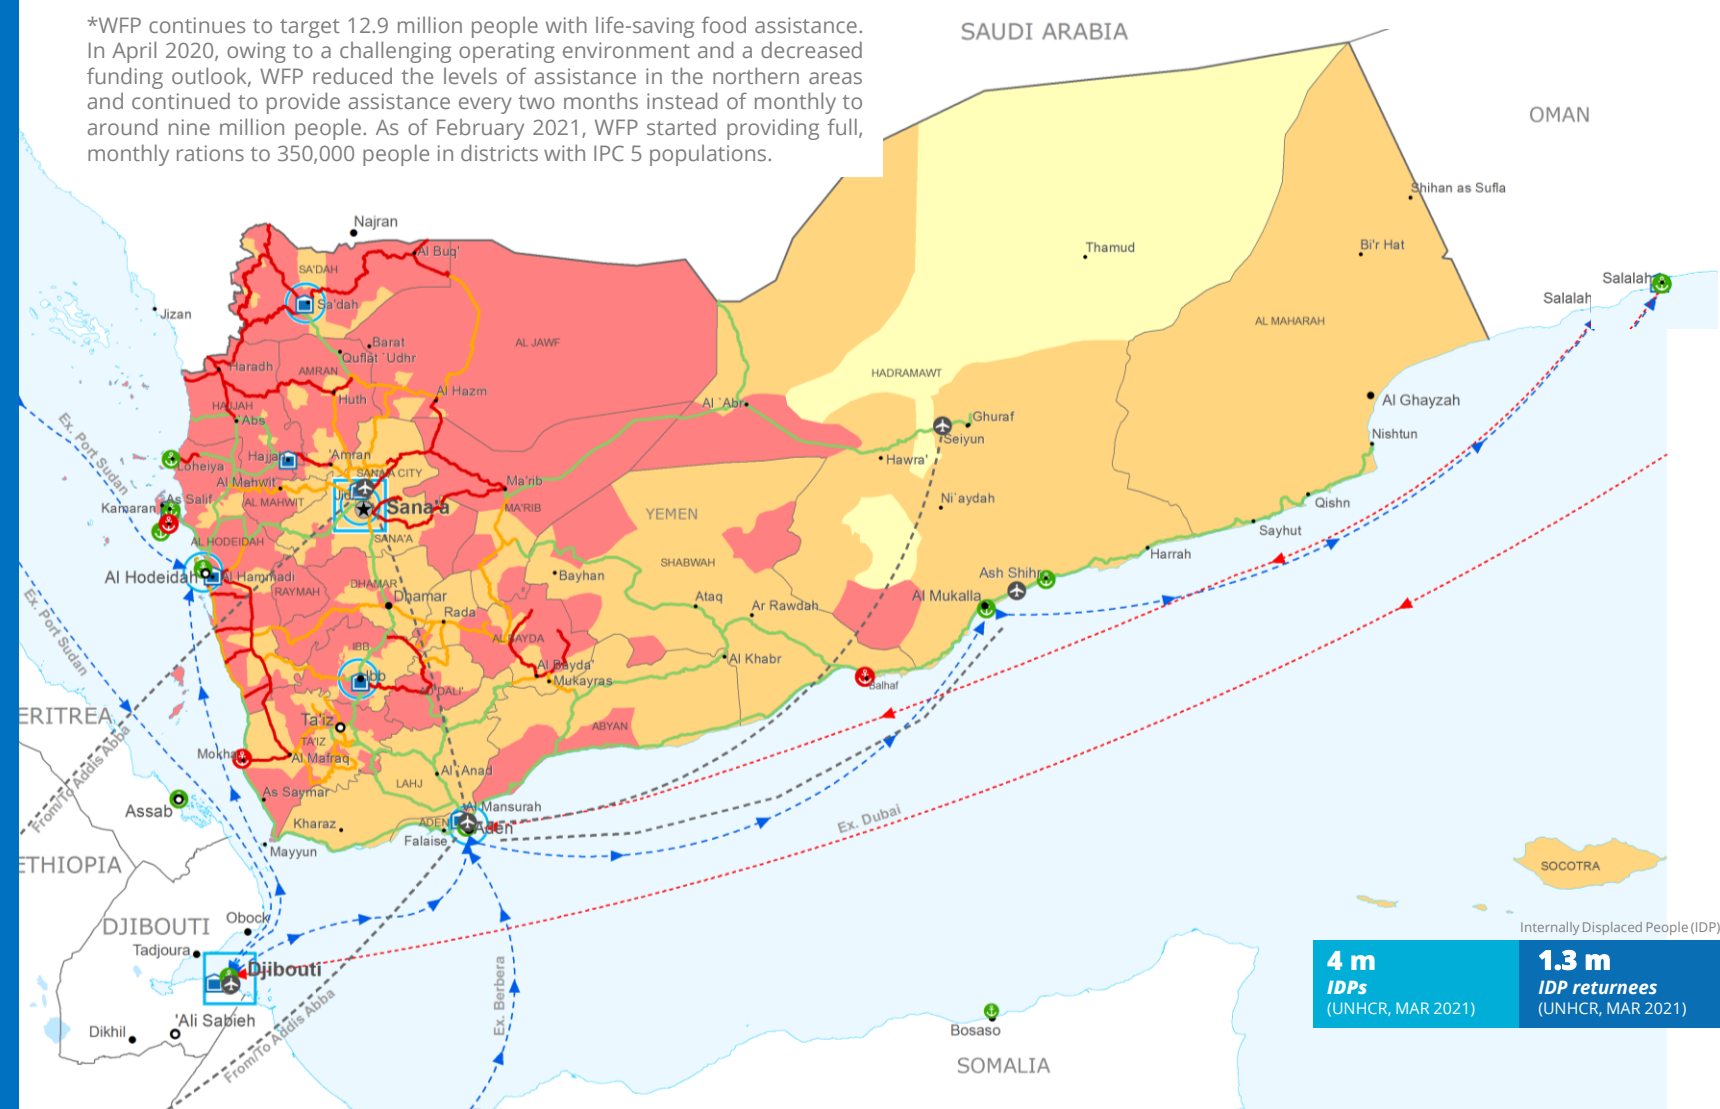 *WFP continues to target 12.9 million people with life-saving food assistance.
In April 2020, owing to a challenging operating environment and a decreased
funding outlook, WFP reduced the levels of assistance in the northern areas
and continued to provide assistance every two months instead of monthly to
around nine million people. As of February 2021, WFP started providing full,
monthly rations to 350,000 people in districts with IPC 5 populations.
SAUDI ARABIA
OMAN
Shihan as Sufla
Najran
Al Buq'
Thamud
Bi'r Hat
SA'DAH
Sa'dah
Salalah
Salalah
Jizan
AL MAHARAH
Barat
AL JAWF
Quflat `Udhr
Haradh
AMRAN
HADRAMAWT
Al Hazm
Huth
Al `Abr
Al Ghayzah
HAJJAH
'Abs
Ghuraf
Seiyun
Nishtun
Ex. Port Sudan
Hajjah
'Amran
Hawra'
Loheiya
SANA'A CITY
Al Mahwit
Ma'rib
As Salif
AL MAHWIT
Ni`aydah
Kamaran
Sana'a
MA'RIB
YEMEN
Qishn
Sayhut
AL HODEIDAH
SANA'A
Harrah
SHABWAH
Al Hodeidah
Al Hammadi
Bayhan
Ash Shihr
RAYMAH
DHAMAR
Dhamar
Ataq
Ar Rawdah
Al Mukalla
Rada
Ex. Port Sudan
IBB
AL BAYDA
Al Khabr
Al Bayda'
Ibb
Mukayras
Balhaf
AD DALI'
ERITREA
Ta'iz
ABYAN
TA'IZ
Mokha
Al Mafraq
From/To Addis Abba
Al `Anad
LAHJ
As Saymar
Assab
Al Mansurah
Kharaz
ADEN
Aden
Ex. Dubai
Falaise
Mayyun
ETHIOPIA
SOCOTRA
DJIBOUTI
Obock
Tadjoura
Internally Displaced People (IDP)
4 m
IDPs
(UNHCR, MAR 2021)
1.3 m
IDP returnees
(UNHCR, MAR 2021)
Djibouti
Ex. Berbera
'Ali Sabieh
Dikhil
From/To Addis Abba
Bosaso
SOMALIA